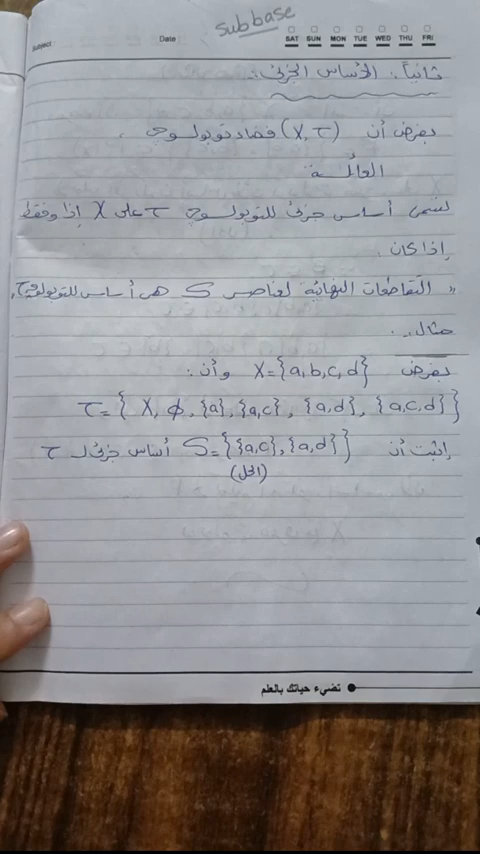 subbase
Subject Date SAT SUN MON TUE WED THU FRI
ثانياً: الأساس الجزئي:
بفرض أن (X, τ) فضاء توبولوجي،
العائلة
تسمى أساس جزئي للتوبولوجي τ على X إذا وفقط
إذا كان
" التقاطعات النهائية لعناصر S هي أساس للتوبولوجي "
مثال..
بفرض X={a,b,c,d} وأن:
τ={ X, ϕ, {a}, {a,c}, {a,d}, {a,c,d}}
إثبت أن S={{a,c},{a,d}} أساس جزئي لـ τ
(الحل)
تضيء حياتك بالعلم